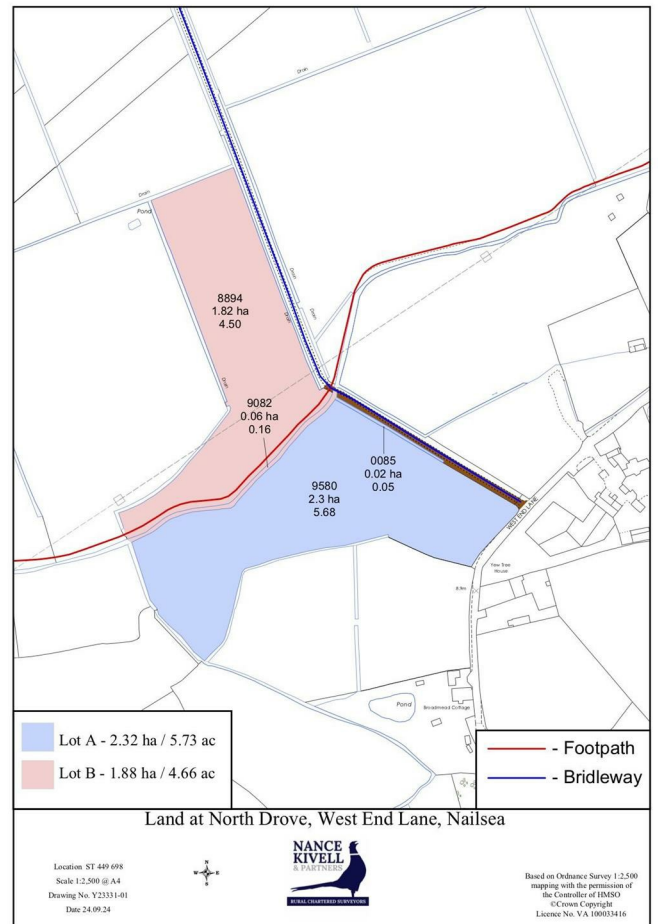 Drain
Drain
Pond
Drain
Drain
Drain
Drain
8894
1.82 ha
4.50
9082
0.06 ha
0.16
0085
0.02 ha
0.05
9580
2.3 ha
5.68
WEST END LANE
Yew Tree
House
Pond
Broadmead Cottage
Lot A - 2.32 ha / 5.73 ac
Lot B - 1.88 ha / 4.66 ac
- Footpath
- Bridleway
Land at North Drove, West End Lane, Nailsea
Location ST 449 698
Scale 1:2,500 @ A4
Drawing No. Y23331-01
Date 24.09.24
N
W E
S
NANCE
KIVELL
& PARTNERS
RURAL CHARTERED SURVEYORS
Based on Ordnance Survey 1:2,500
mapping with the permission of
the Controller of HMSO
©Crown Copyright
Licence No. VA 100033416